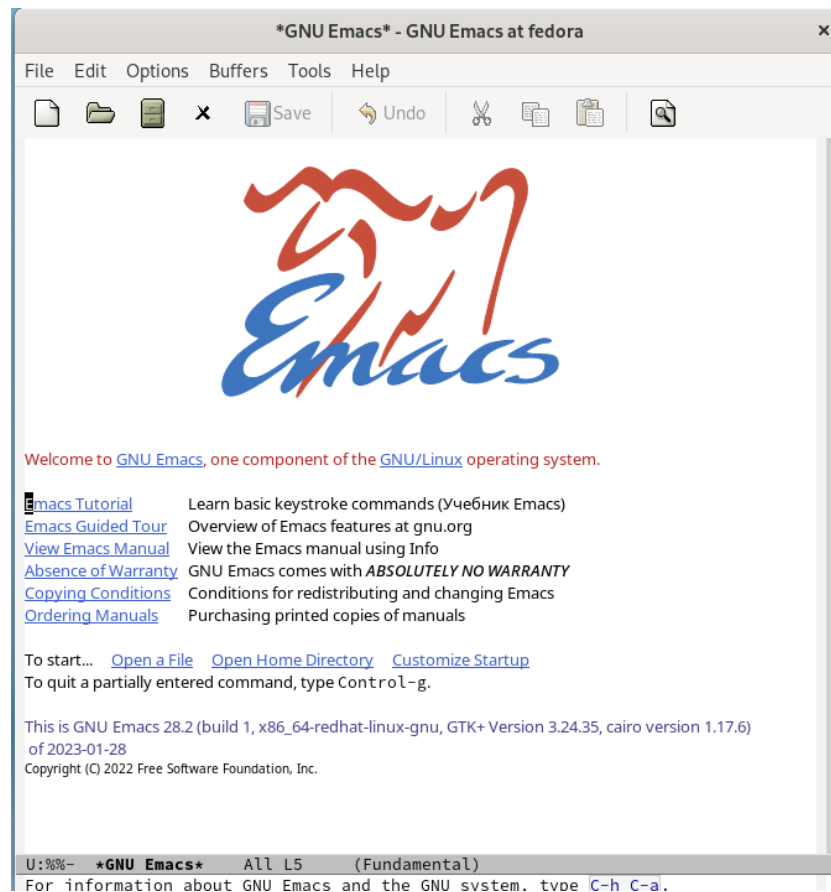 *GNU Emacs* - GNU Emacs at fedora ×
File Edit Options Buffers Tools Help
Save Undo
Emacs
Welcome to GNU Emacs, one component of the GNU/Linux operating system.
Emacs Tutorial Learn basic keystroke commands (Учебник Emacs)
Emacs Guided Tour Overview of Emacs features at gnu.org
View Emacs Manual View the Emacs manual using Info
Absence of Warranty GNU Emacs comes with ABSOLUTELY NO WARRANTY
Copying Conditions Conditions for redistributing and changing Emacs
Ordering Manuals Purchasing printed copies of manuals
To start... Open a File Open Home Directory Customize Startup
To quit a partially entered command, type Control-g.
This is GNU Emacs 28.2 (build 1, x86_64-redhat-linux-gnu, GTK+ Version 3.24.35, cairo version 1.17.6)
of 2023-01-28
Copyright (C) 2022 Free Software Foundation, Inc.
U:%%- *GNU Emacs* All L5 (Fundamental)
For information about GNU Emacs and the GNU system, type C-h C-a.